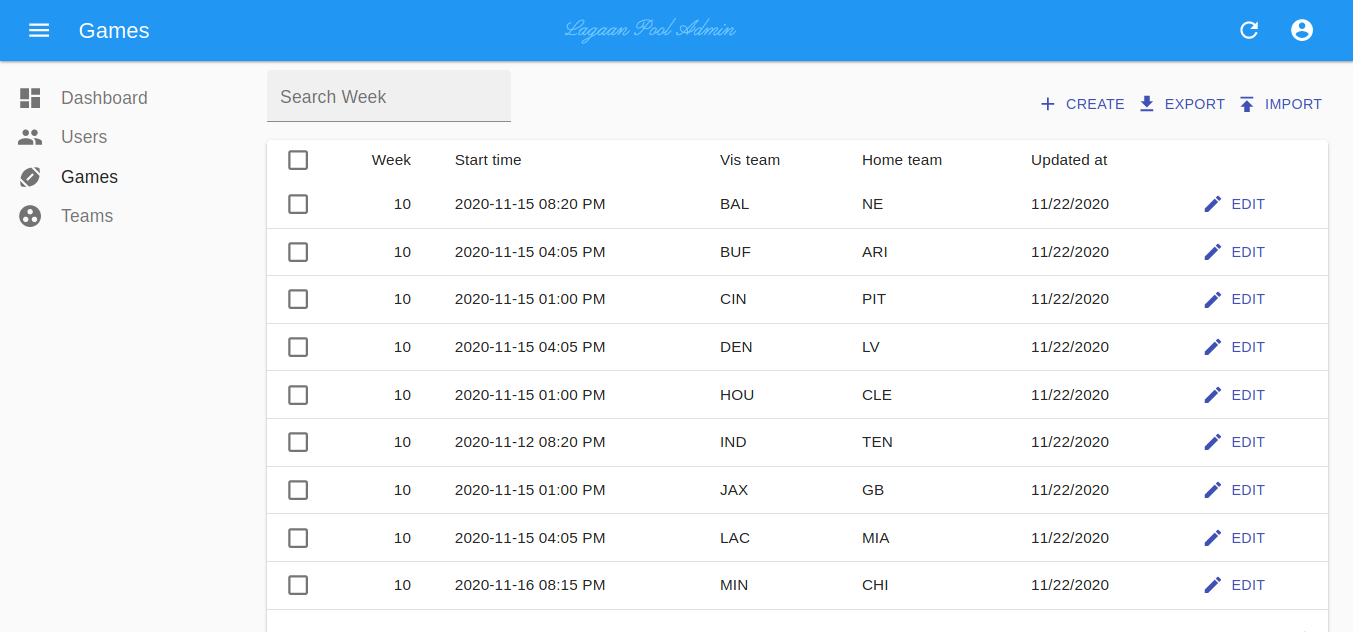 Games
Lagaan Pool Admin
Dashboard
Users
Games
Teams
Search Week
CREATE EXPORT IMPORT
Week Start time Vis team Home team Updated at
10 2020-11-15 08:20 PM BAL NE 11/22/2020 EDIT
10 2020-11-15 04:05 PM BUF ARI 11/22/2020 EDIT
10 2020-11-15 01:00 PM CIN PIT 11/22/2020 EDIT
10 2020-11-15 04:05 PM DEN LV 11/22/2020 EDIT
10 2020-11-15 01:00 PM HOU CLE 11/22/2020 EDIT
10 2020-11-12 08:20 PM IND TEN 11/22/2020 EDIT
10 2020-11-15 01:00 PM JAX GB 11/22/2020 EDIT
10 2020-11-15 04:05 PM LAC MIA 11/22/2020 EDIT
10 2020-11-16 08:15 PM MIN CHI 11/22/2020 EDIT